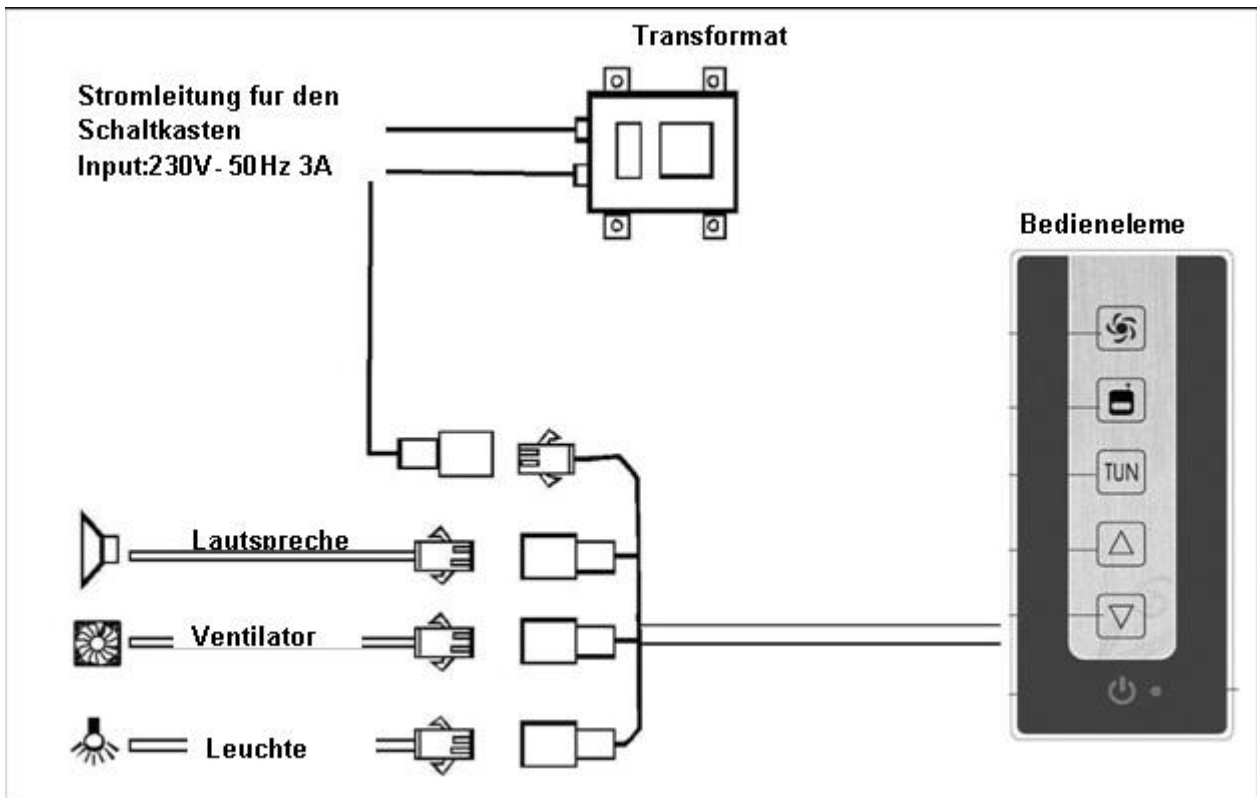 Transformat
Stromleitung fur den
Schaltkasten
Input:230V- 50Hz 3A
Bedieneleme
TUN
Lautspreche
Ventilator
Leuchte